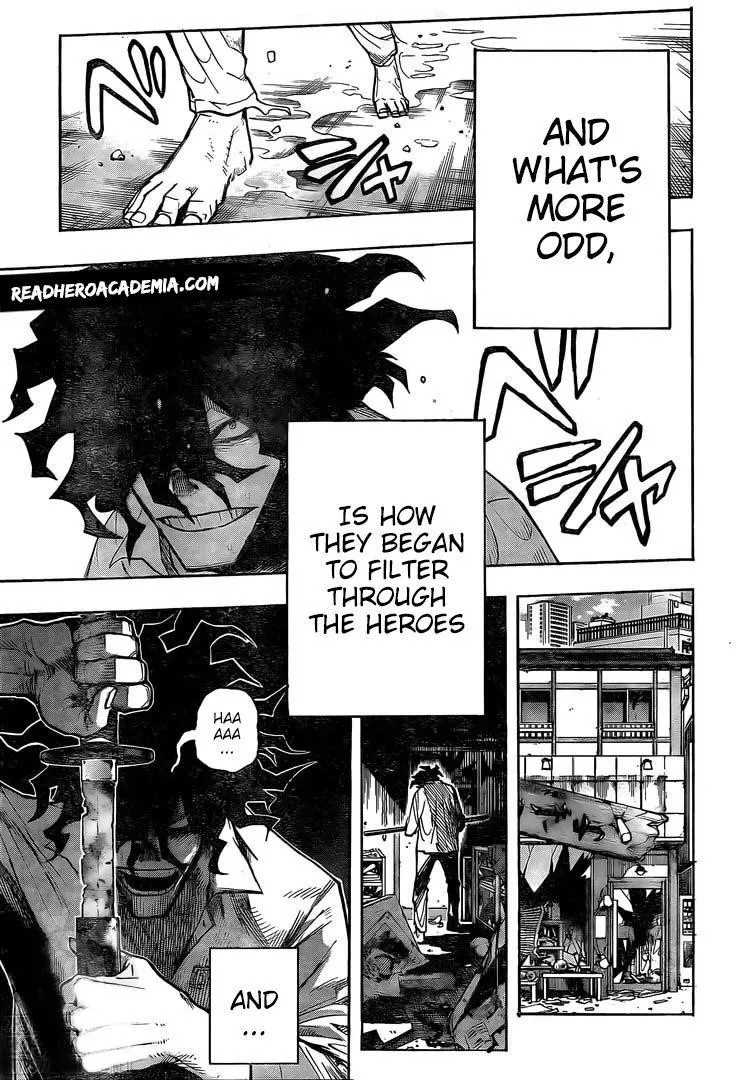 AND
WHAT'S
MORE
ODD,
READHEROACADEMIA.COM
IS HOW
THEY BEGAN
TO FILTER
THROUGH
THE HEROES
HAA
AAA
...
AND
...